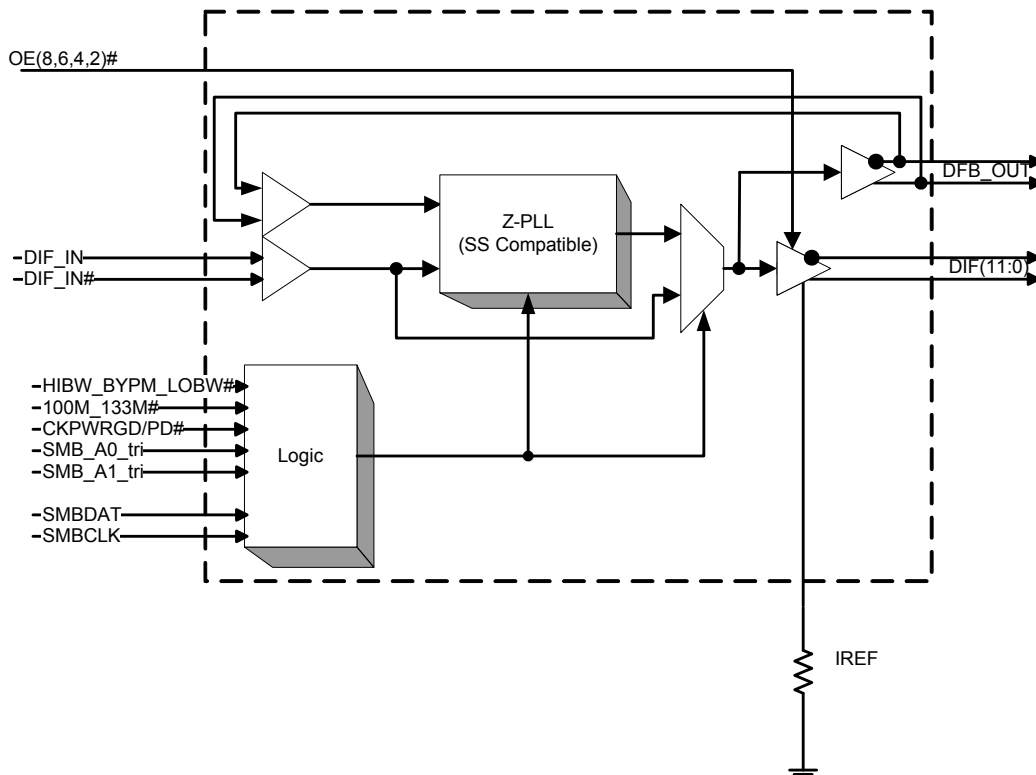 OE(8,6,4,2)#
DFB_OUT
Z-PLL
(SS Compatible)
DIF_IN
DIF_IN#
DIF(11:0)
HIBW_BYPM_LOBW#
100M_133M#
CKPWRGD/PD#
SMB_A0_tri
SMB_A1_tri
Logic
SMBDAT
SMBCLK
IREF